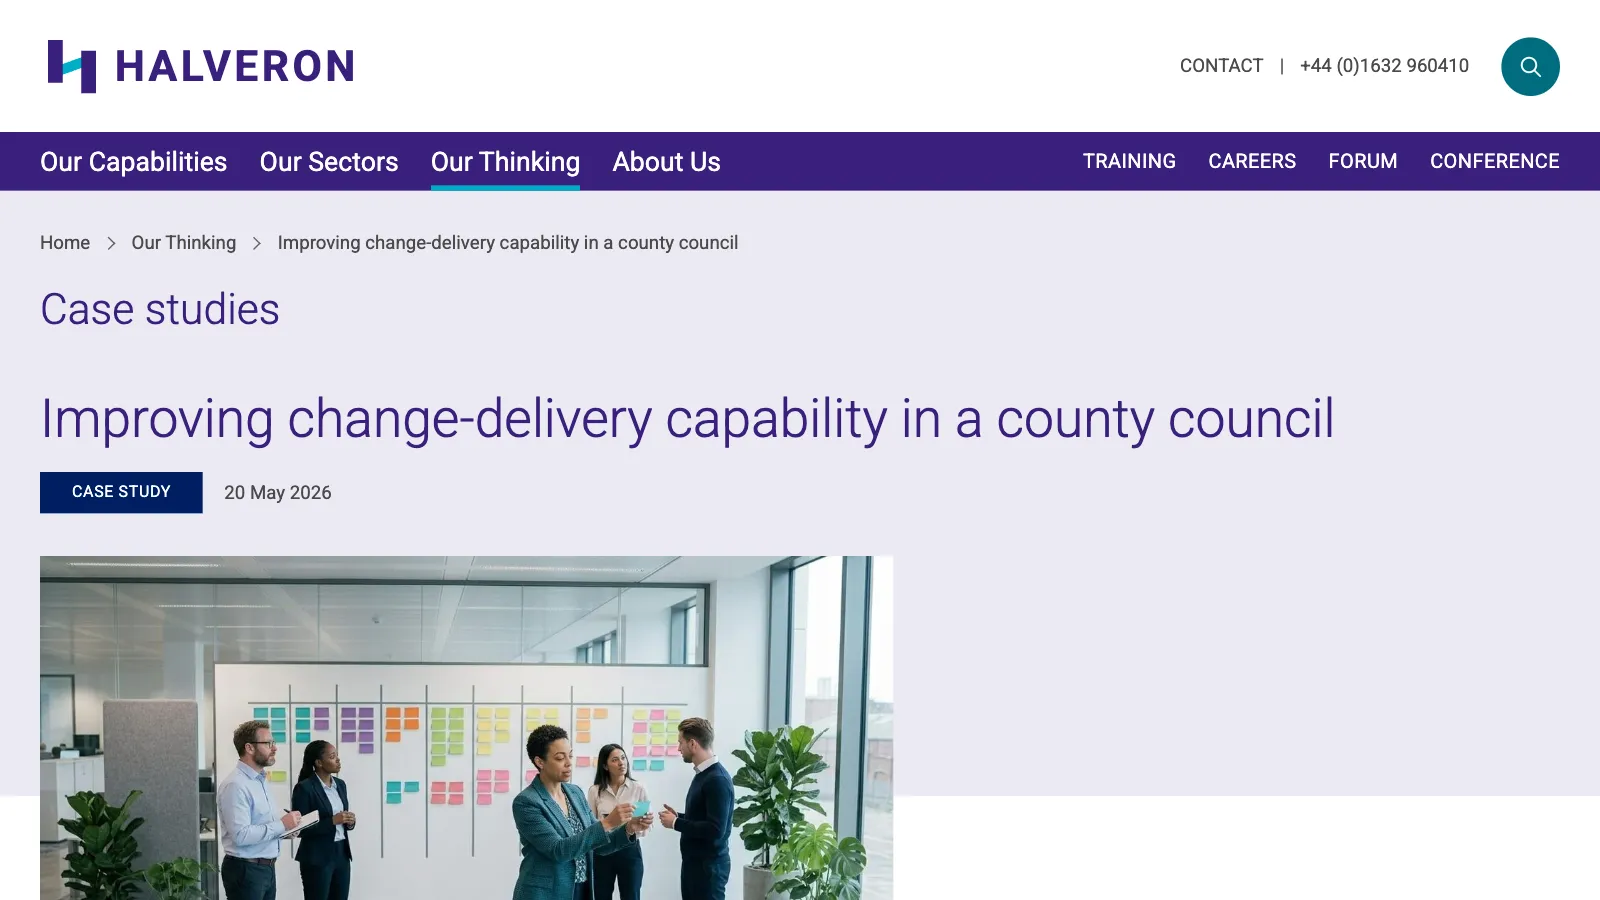 HALVERON
CONTACT | +44 (0)1632 960410
Our Capabilities Our Sectors Our Thinking About Us TRAINING CAREERS FORUM CONFERENCE
Home > Our Thinking > Improving change-delivery capability in a county council
Case studies
Improving change-delivery capability in a county council
CASE STUDY 20 May 2026